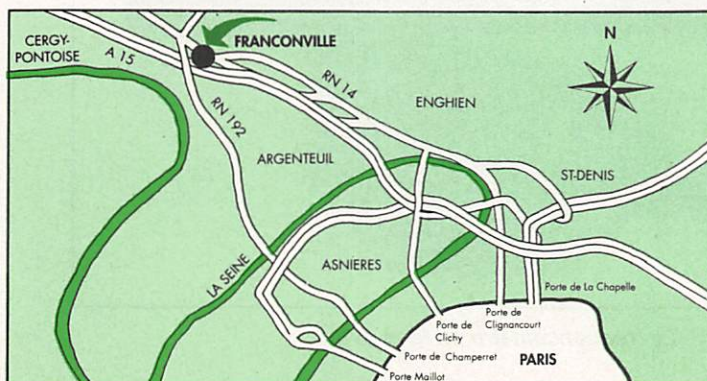 CERGY-
PONTOISE
A 15
FRANCONVILLE
N
RN 14
ENGHIEN
RN 192
ARGENTEUIL
ST-DENIS
LA SEINE
ASNIERES
Porte de La Chapelle
Porte de
Clignancourt
Porte de
Clichy
Porte de Champerret
PARIS
Porte Maillot